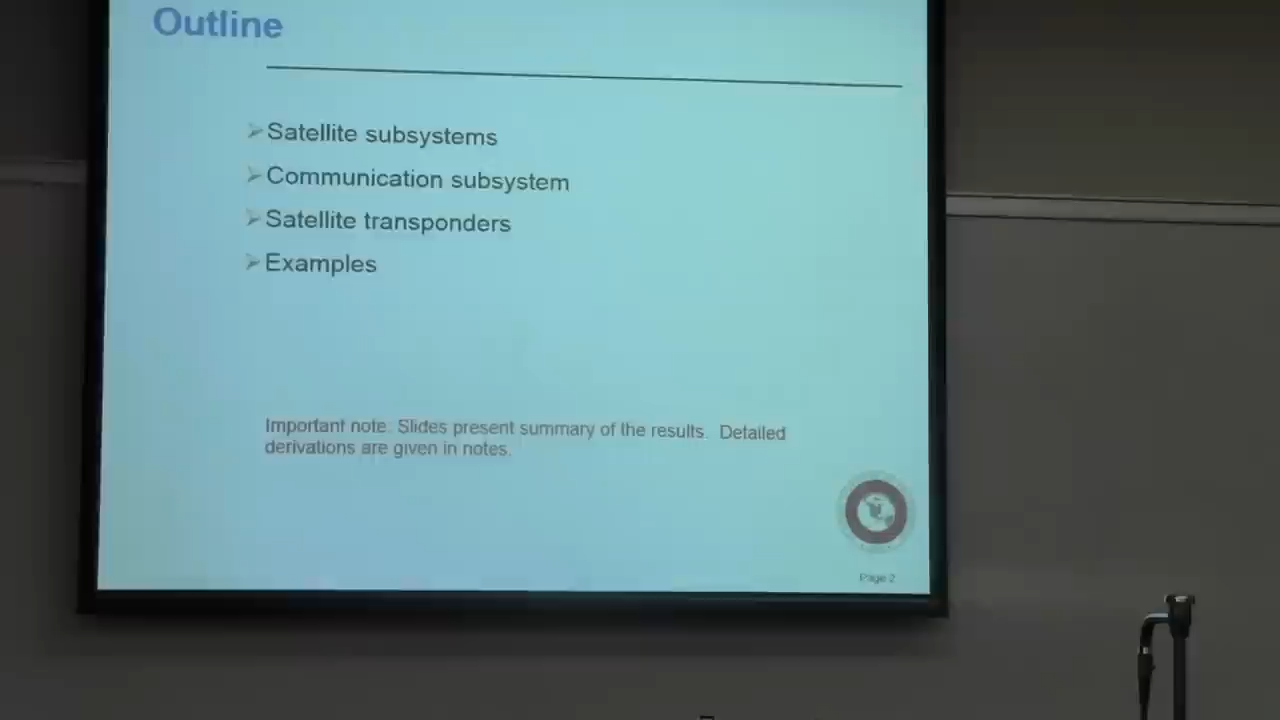 Outline
Satellite subsystems
Communication subsystem
Satellite transponders
Examples
Important note: Slides present summary of the results. Detailed
derivations are given in notes.
Page 2